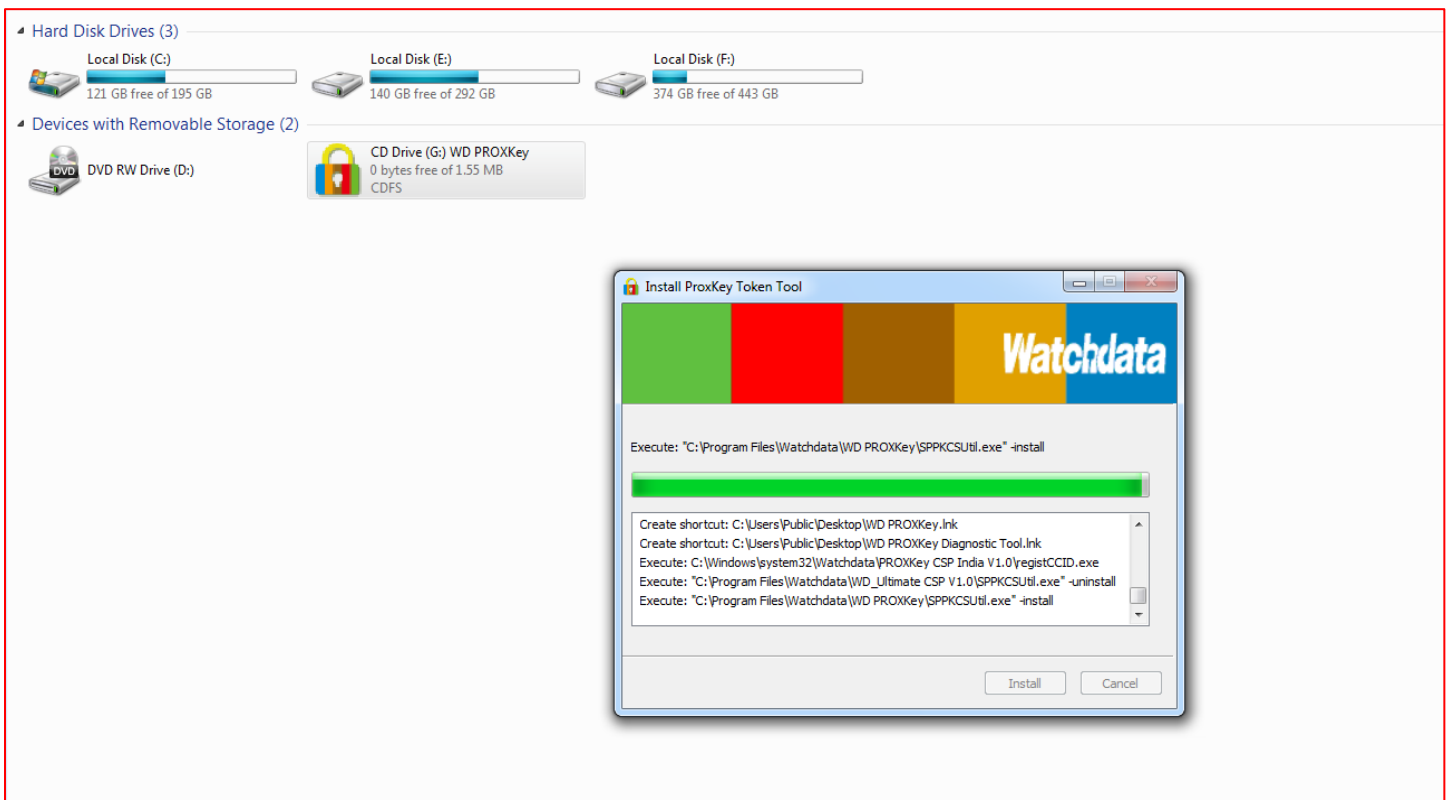 Hard Disk Drives (3)
Local Disk (C:)
121 GB free of 195 GB
Local Disk (E:)
140 GB free of 292 GB
Local Disk (F:)
374 GB free of 443 GB
Devices with Removable Storage (2)
DVD
DVD RW Drive (D:)
CD Drive (G:) WD PROXKey
0 bytes free of 1.55 MB
CDFS
Install ProxKey Token Tool
Watchdata
Execute: "C:\Program Files\Watchdata\WD PROXKey\SPPKCSUtil.exe" -install
Create shortcut: C:\Users\Public\Desktop\WD PROXKey.lnk
Create shortcut: C:\Users\Public\Desktop\WD PROXKey Diagnostic Tool.lnk
Execute: C:\Windows\system32\Watchdata\PROXKey CSP India V1.0\registCCID.exe
Execute: "C:\Program Files\Watchdata\WD_Ultimate CSP V1.0\SPPKCSUtil.exe" -uninstall
Execute: "C:\Program Files\Watchdata\WD PROXKey\SPPKCSUtil.exe" -install
Install
Cancel